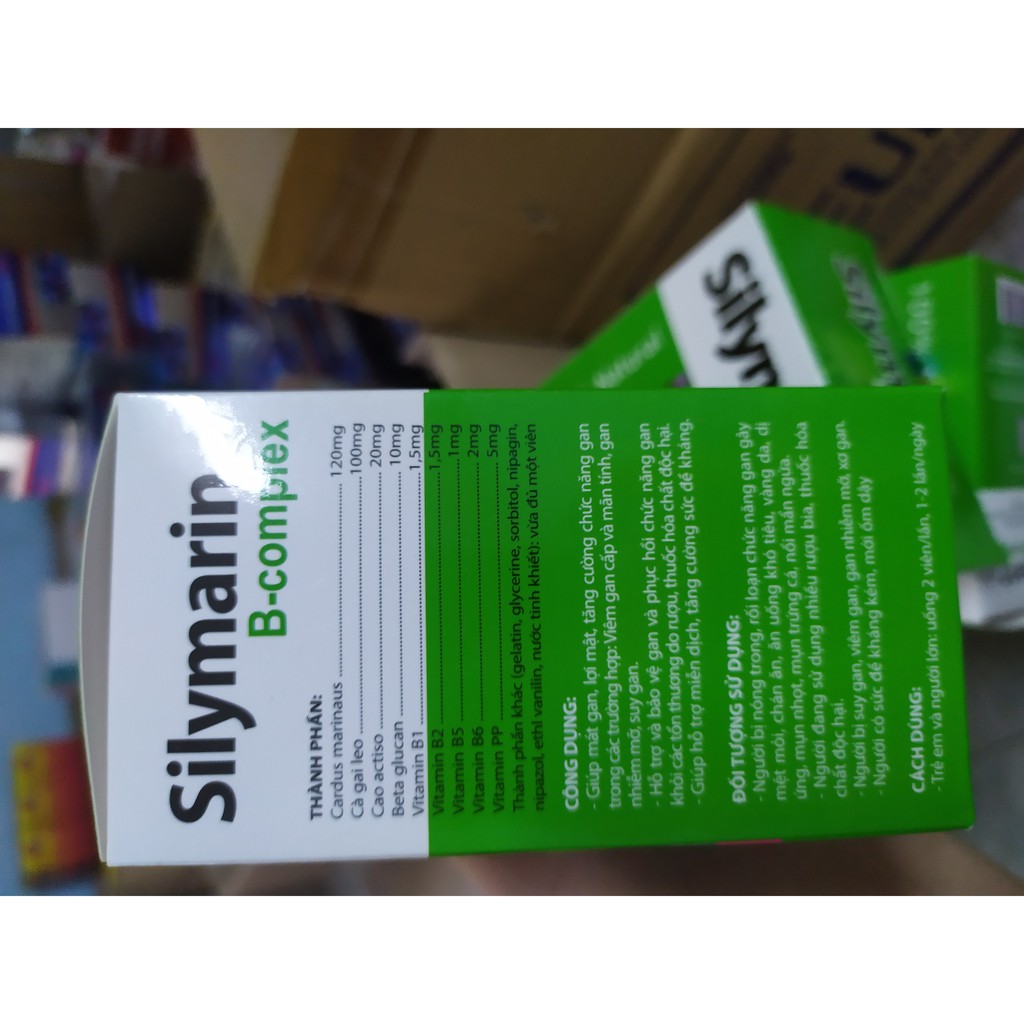 Silymarin
B-complex
THÀNH PHẦN:
Cardus marinaus ........ 120mg
Cà gai leo ........ 100mg
Cao actiso ........ 20mg
Beta glucan ........ 10mg
Vitamin B1 ........ 1,5mg
Vitamin B2 ........ 1,5mg
Vitamin B5 ........ 1mg
Vitamin B6 ........ 2mg
Vitamin PP ........ 5mg
Thành phần khác (gelatin, glycerine, sorbitol, nipagin,
nipazol, ethl vanilin, nước tinh khiết): vừa đủ một viên
CÔNG DỤNG:
- Giúp mát gan, lợi mật, tăng cường chức năng gan
trong các trường hợp: Viêm gan cấp và mãn tính, gan
nhiễm mỡ, suy gan.
- Hỗ trợ và bảo vệ gan và phục hồi chức năng gan
khỏi các tổn thương do rượu, thuốc hóa chất độc hại.
- Giúp bổ trợ miễn dịch, tăng cường sức đề kháng.
ĐỐI TƯỢNG SỬ DỤNG:
- Người bị nóng trong, rối loạn chức năng gan gây
mệt mỏi, chán ăn, ăn uống khó tiêu, vàng da, dị
ứng, mụn nhọt, mụn trứng cá, nổi mẩn ngứa.
- Người đang sử dụng nhiều rượu bia, thuốc hóa
chất độc hại.
- Người bị suy gan, viêm gan, gan nhiễm mỡ, xơ gan.
- Người có sức đề kháng kém, mới ốm dậy
CÁCH DÙNG:
- Trẻ em và người lớn: uống 2 viên/lần, 1-2 lần/ngày
Natural
Silym